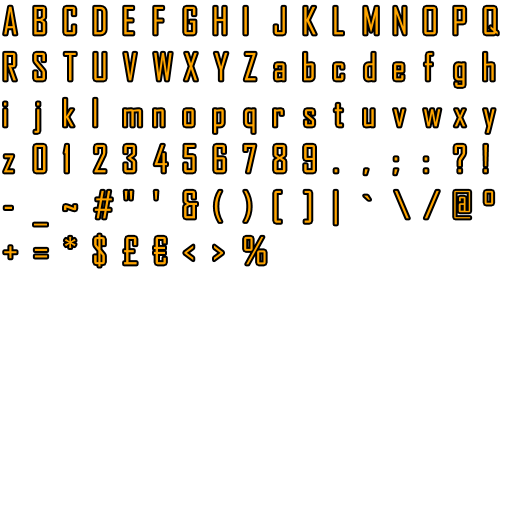 A B C D E F G H I J K L M N O P Q
R S T U V W X Y Z a b c d e f g h
i j k l m n o p q r s t u v w x y
z 0 1 2 3 4 5 6 7 8 9 . , ; : ? !
- _ ~ # " ' & ( ) [ ] | ` \ / @ º
+ = * $ £ € < > %